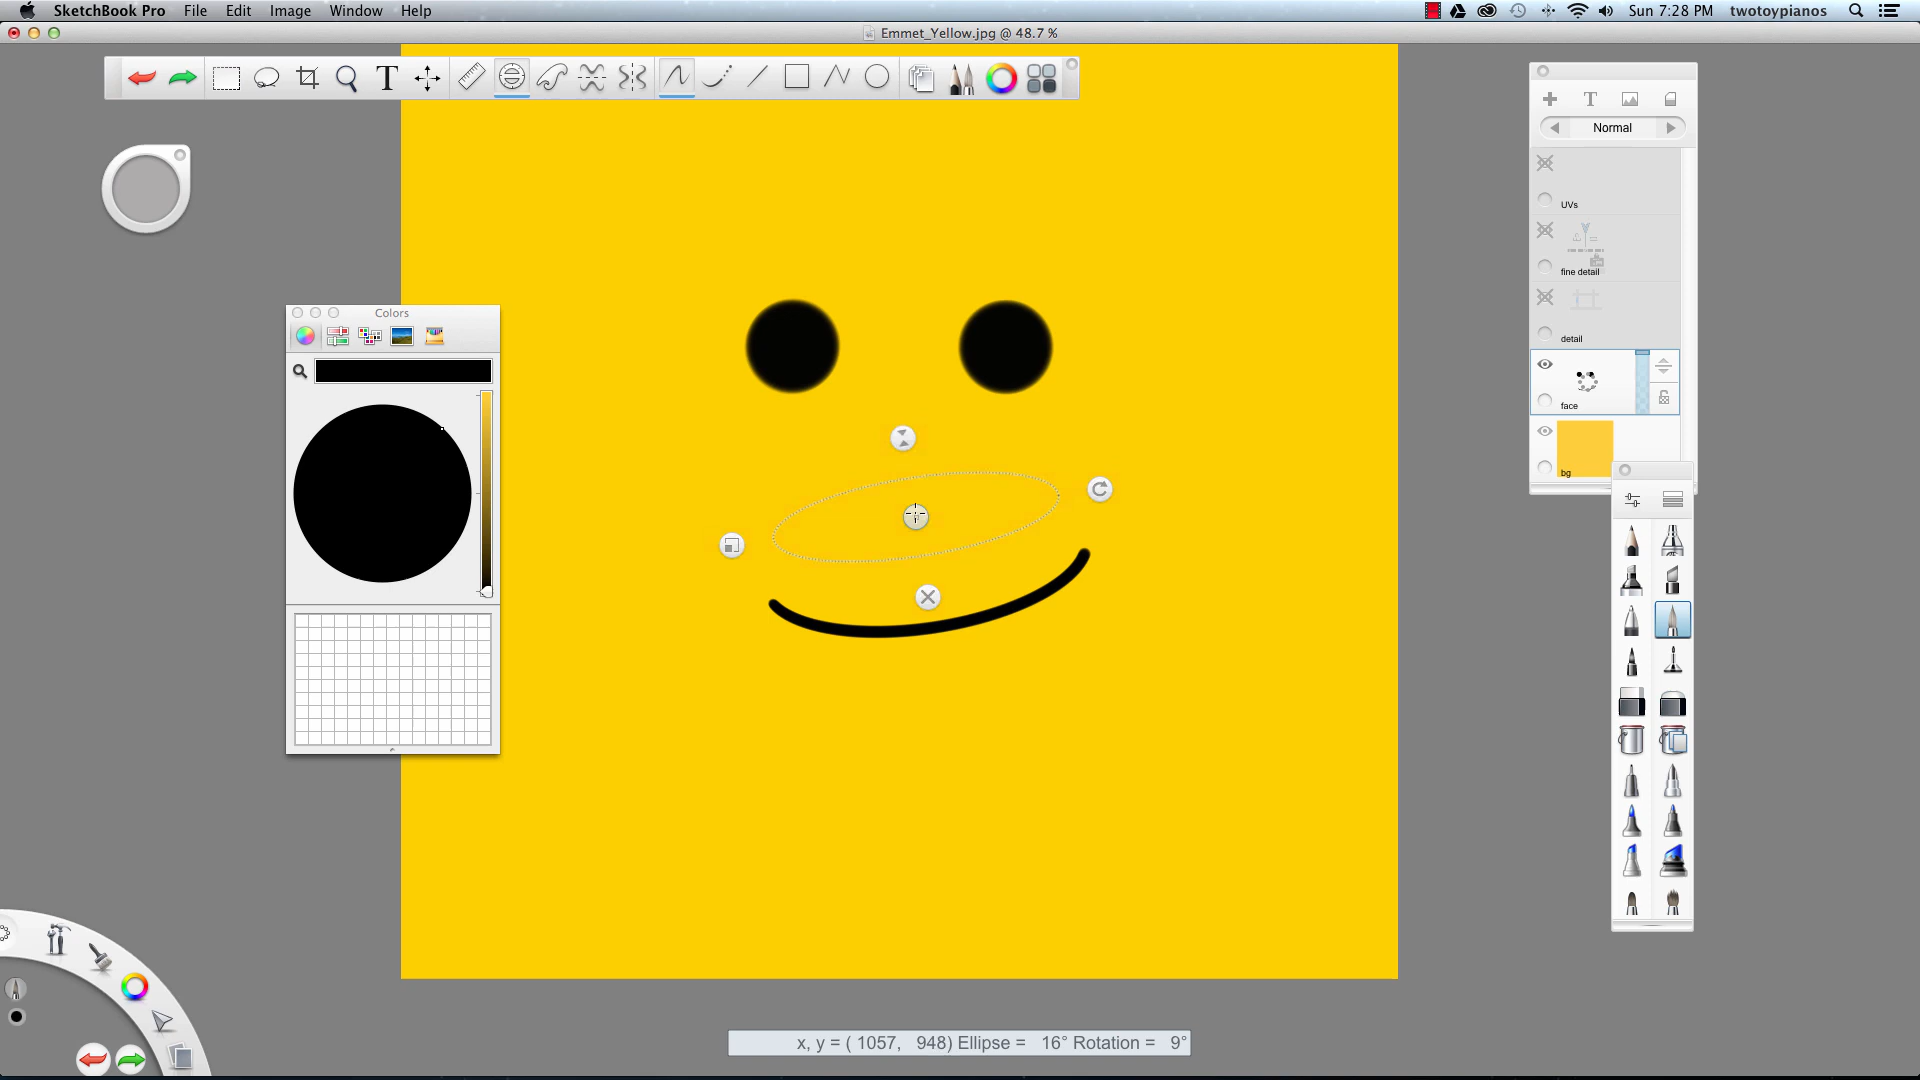 SketchBook Pro File Edit Image Window Help Sun 7:28 PM twotoypianos
Emmet_Yellow.jpg @ 48.7 %
T
T
Normal
UVs
fine detail
detail
face
bg
Colors
x, y = ( 1057, 948) Ellipse = 16° Rotation = 9°